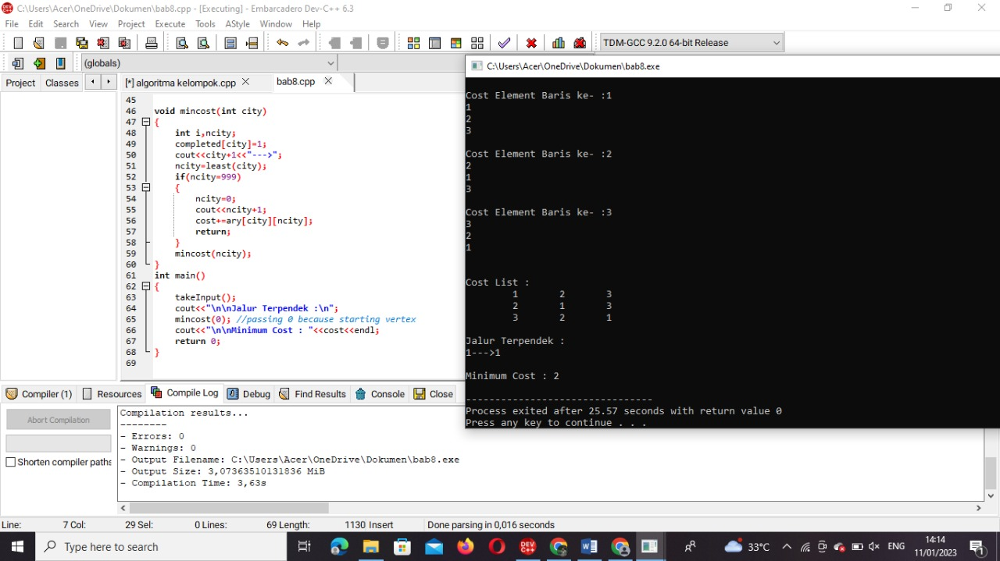 C:\Users\Acer\OneDrive\Dokumen\bab8.cpp - [Executing] - Embarcadero Dev-C++ 6.3
File Edit Search View Project Execute Tools AStyle Window Help
TDM-GCC 9.2.0 64-bit Release
(globals)
Project Classes
[*] algoritma kelompok.cpp
bab8.cpp
45
46 void mincost(int city)
47 {
48 int i,ncity;
49 completed[city]=1;
50 cout<<city+1<<"--->";
51 ncity=least(city);
52 if(ncity=999)
53 {
54 ncity=0;
55 cout<<ncity+1;
56 cost+=ary[city][ncity];
57 return;
58 }
59 mincost(ncity);
60 }
61 int main()
62 {
63 takeInput();
64 cout<<"\n\nJalur Terpendek :\n";
65 mincost(0); //passing 0 because starting vertex
66 cout<<"\n\nMinimum Cost : "<<cost<<endl;
67 return 0;
68 }
69
C:\Users\Acer\OneDrive\Dokumen\bab8.exe
Cost Element Baris ke- :1
1
2
3
Cost Element Baris ke- :2
2
1
3
Cost Element Baris ke- :3
3
2
1
Cost List :
1 2 3
2 1 3
3 2 1
Jalur Terpendek :
1--->1
Minimum Cost : 2
--------------------------------
Process exited after 25.57 seconds with return value 0
Press any key to continue . . .
Compiler (1) Resources Compile Log Debug Find Results Console Close
Abort Compilation
Shorten compiler paths
Compilation results...
--------
- Errors: 0
- Warnings: 0
- Output Filename: C:\Users\Acer\OneDrive\Dokumen\bab8.exe
- Output Size: 3,07363510131836 MiB
- Compilation Time: 3,63s
Line: 7 Col: 29 Sel: 0 Lines: 69 Length: 1130 Insert Done parsing in 0,016 seconds
Type here to search
DEV C++
33°C
ENG
14:14
11/01/2023
1